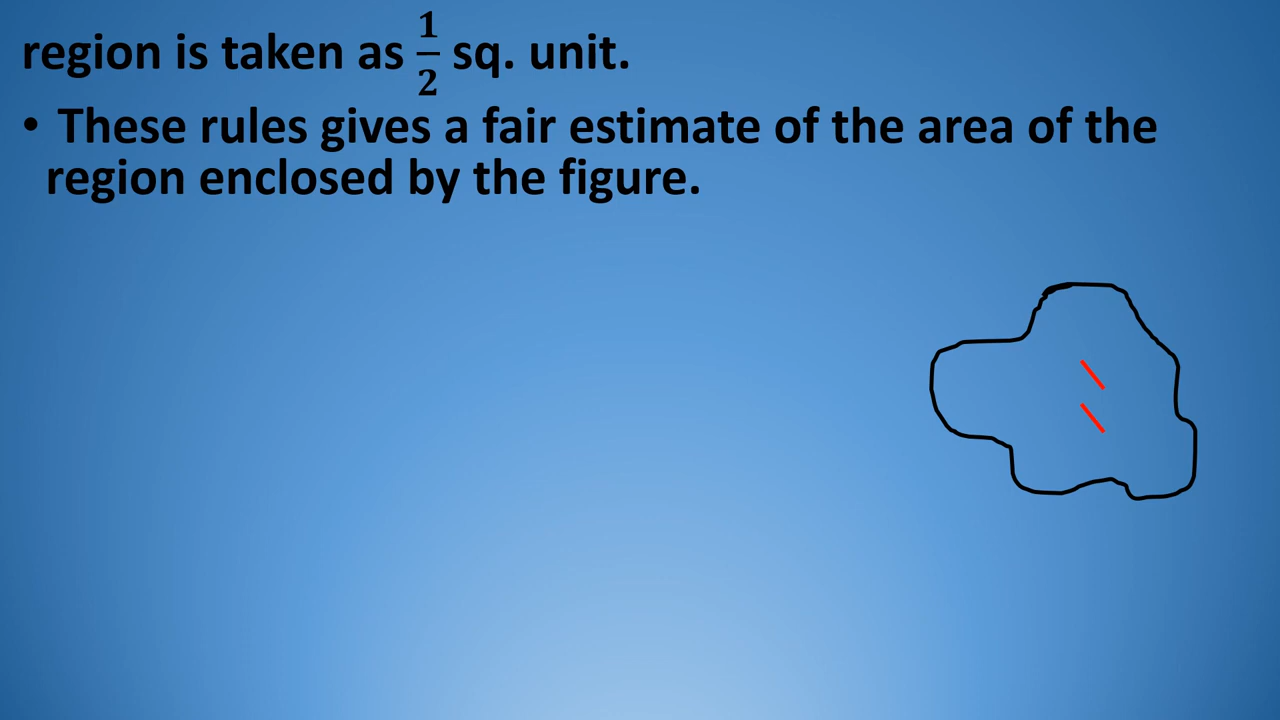 region is taken as 1/2 sq. unit.
• These rules gives a fair estimate of the area of the
region enclosed by the figure.